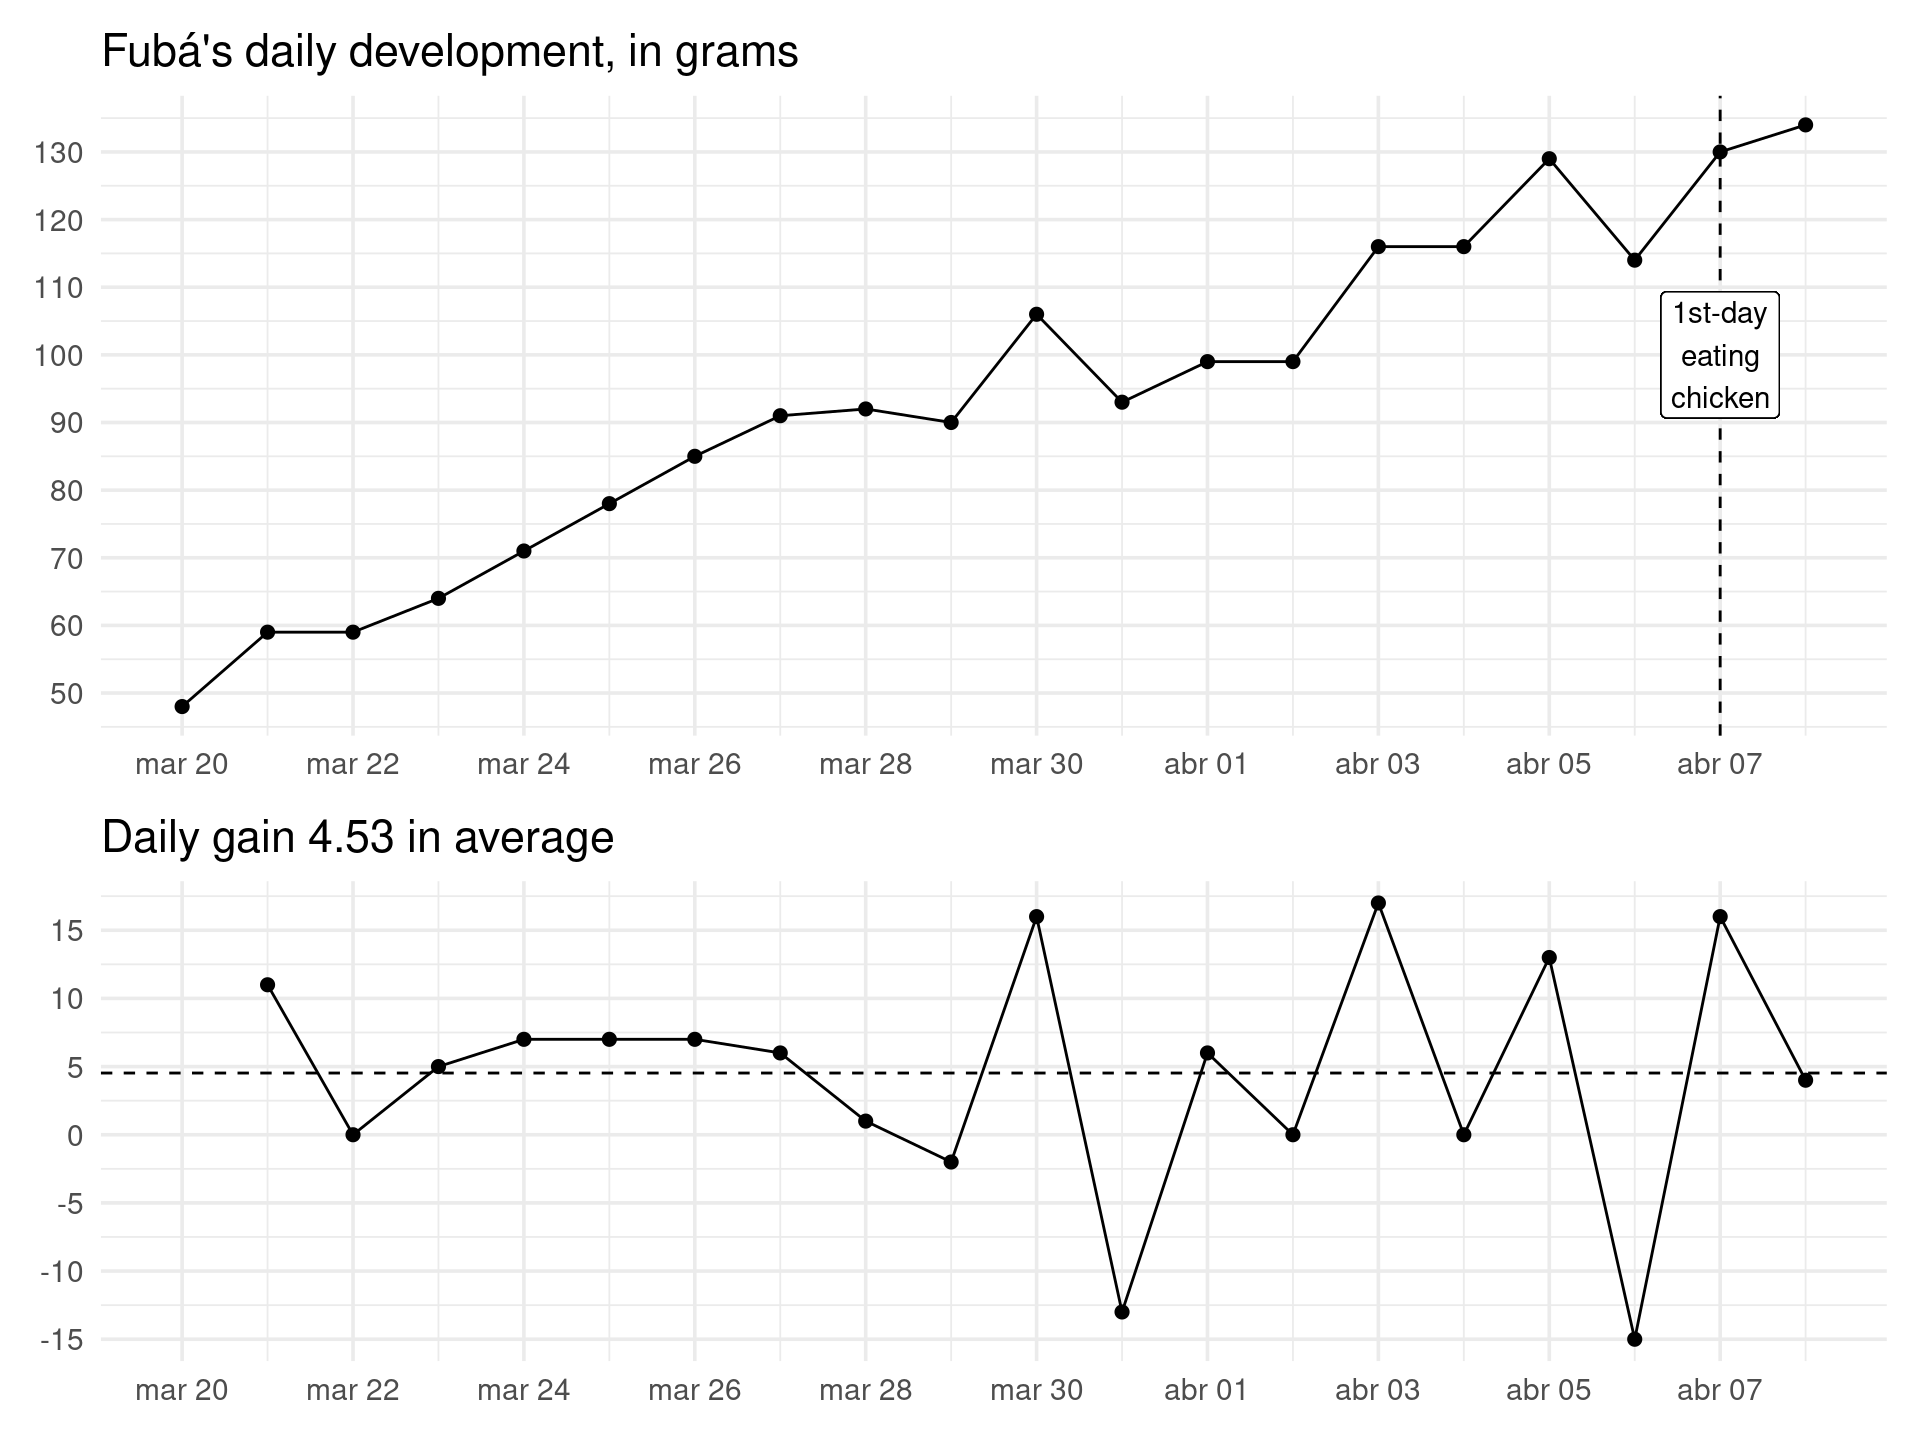 Fubá's daily development, in grams
130
120
110
100
90
80
70
60
50
1st-day
eating
chicken
mar 20 mar 22 mar 24 mar 26 mar 28 mar 30 abr 01 abr 03 abr 05 abr 07
Daily gain 4.53 in average
15
10
5
0
-5
-10
-15
mar 20 mar 22 mar 24 mar 26 mar 28 mar 30 abr 01 abr 03 abr 05 abr 07